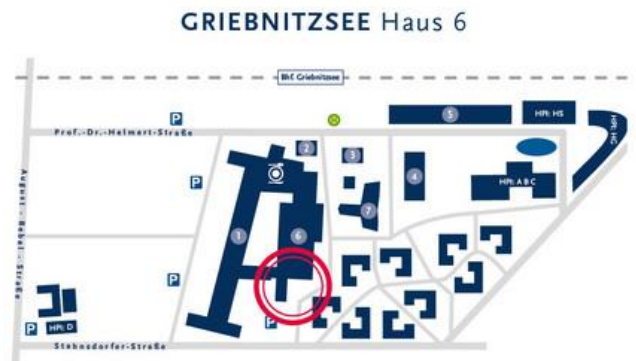 GRIEBNITZSEE Haus 6
Bhf. Griebnitzsee
P
5
HPI: HS
HPI: HC
Prof.-Dr.-Helmert-Straße
2
3
4
HPI: A B C
P
7
1
6
August-Bebel-Straße
P
P
P
HPI: D
Stahnsdorfer-Straße